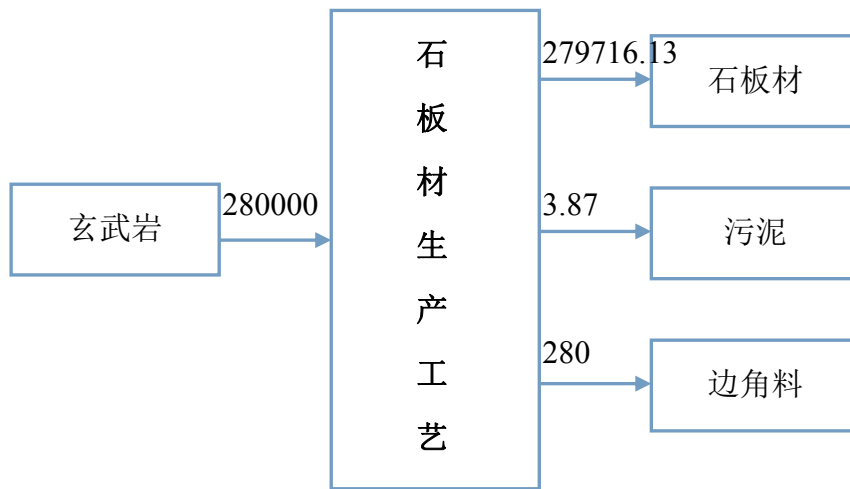 玄武岩
280000
石
板
材
生
产
工
艺
279716.13
石板材
3.87
污泥
280
边角料